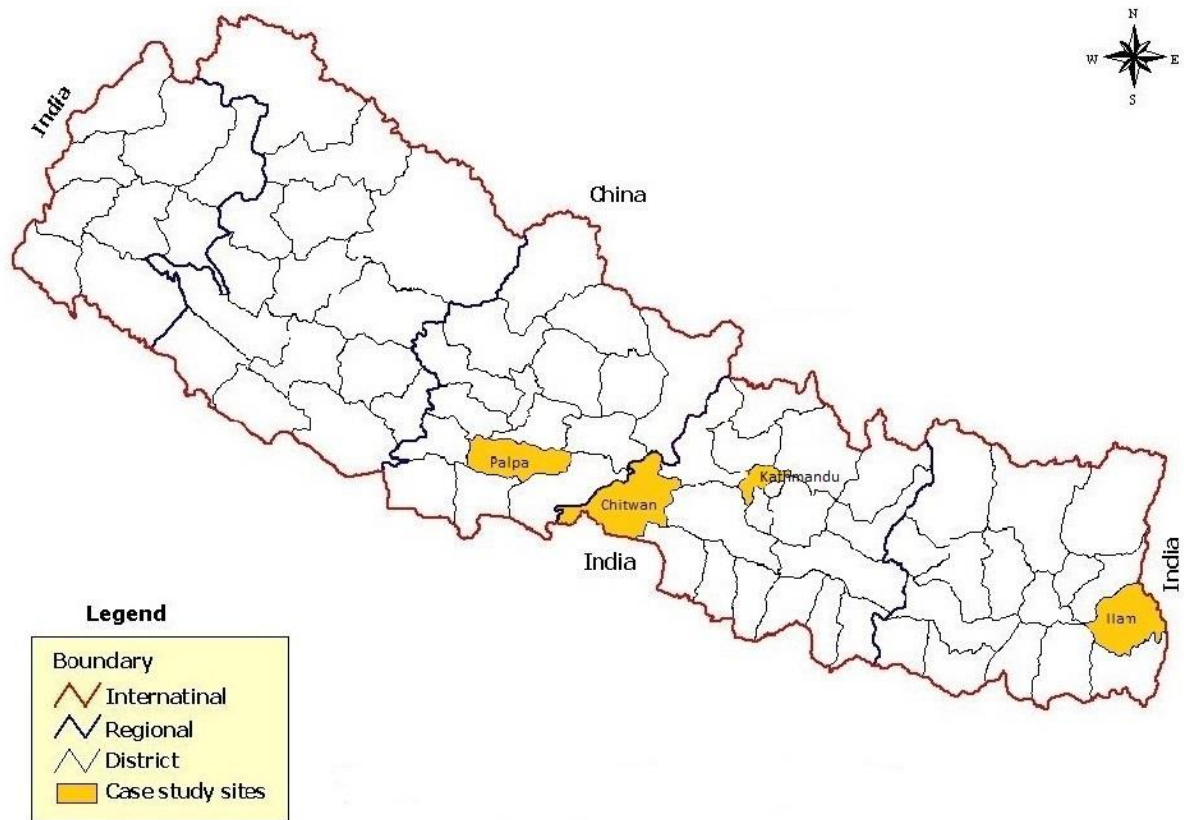 N
W E
S
India
China
Palpa
Kathmandu
Chitwan
India
India
Ilam
Legend
Boundary
Internatinal
Regional
District
Case study sites